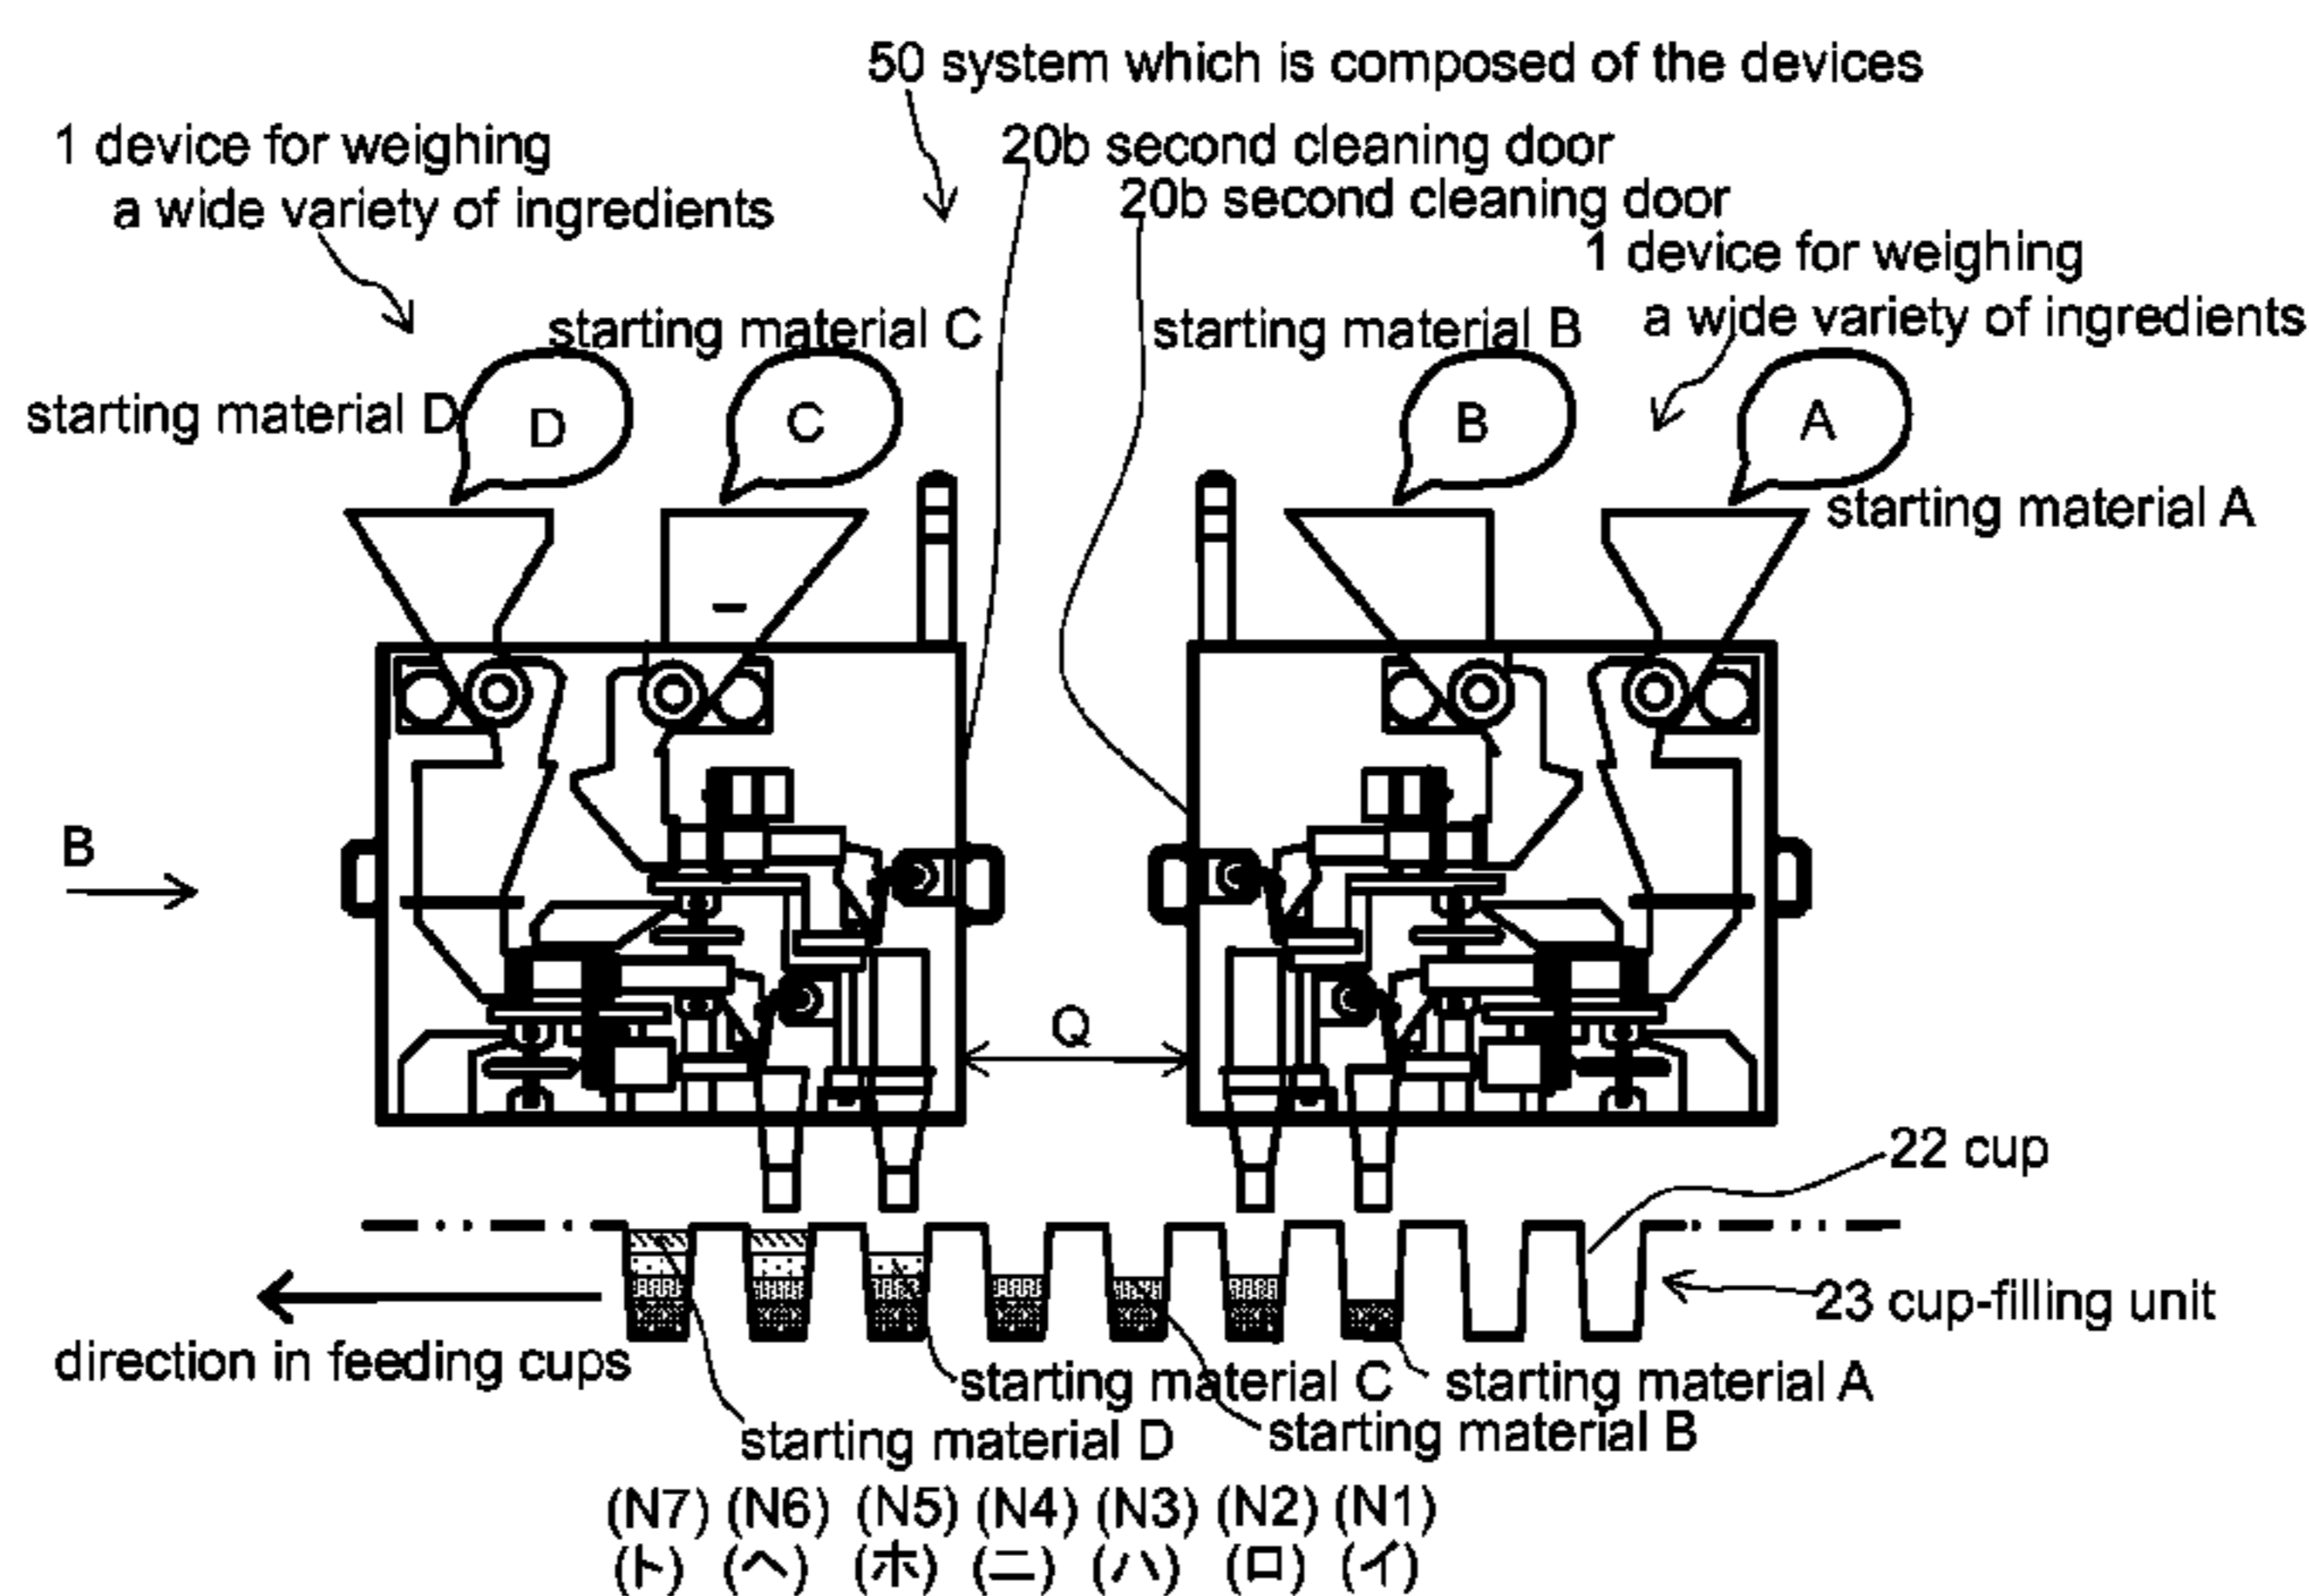 50 system which is composed of the devices
1 device for weighing
a wide variety of ingredients
20b second cleaning door
20b second cleaning door
1 device for weighing
a wide variety of ingredients
starting material C
starting material B
starting material D
D
C
B
A
starting material A
B
Q
22 cup
23 cup-filling unit
direction in feeding cups
starting material C
starting material A
starting material D
starting material B
(N7) (N6) (N5) (N4) (N3) (N2) (N1)
(ト) (ヘ) (ホ) (ニ) (ハ) (ロ) (イ)